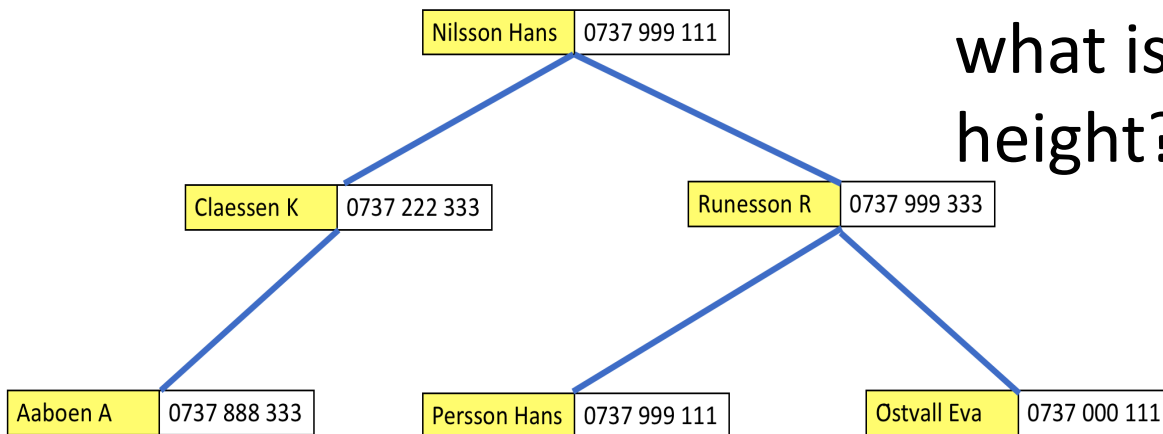 Nilsson Hans 0737 999 111
what is
height?
Claessen K 0737 222 333
Runesson R 0737 999 333
Aaboen A 0737 888 333
Persson Hans 0737 999 111
Östvall Eva 0737 000 111